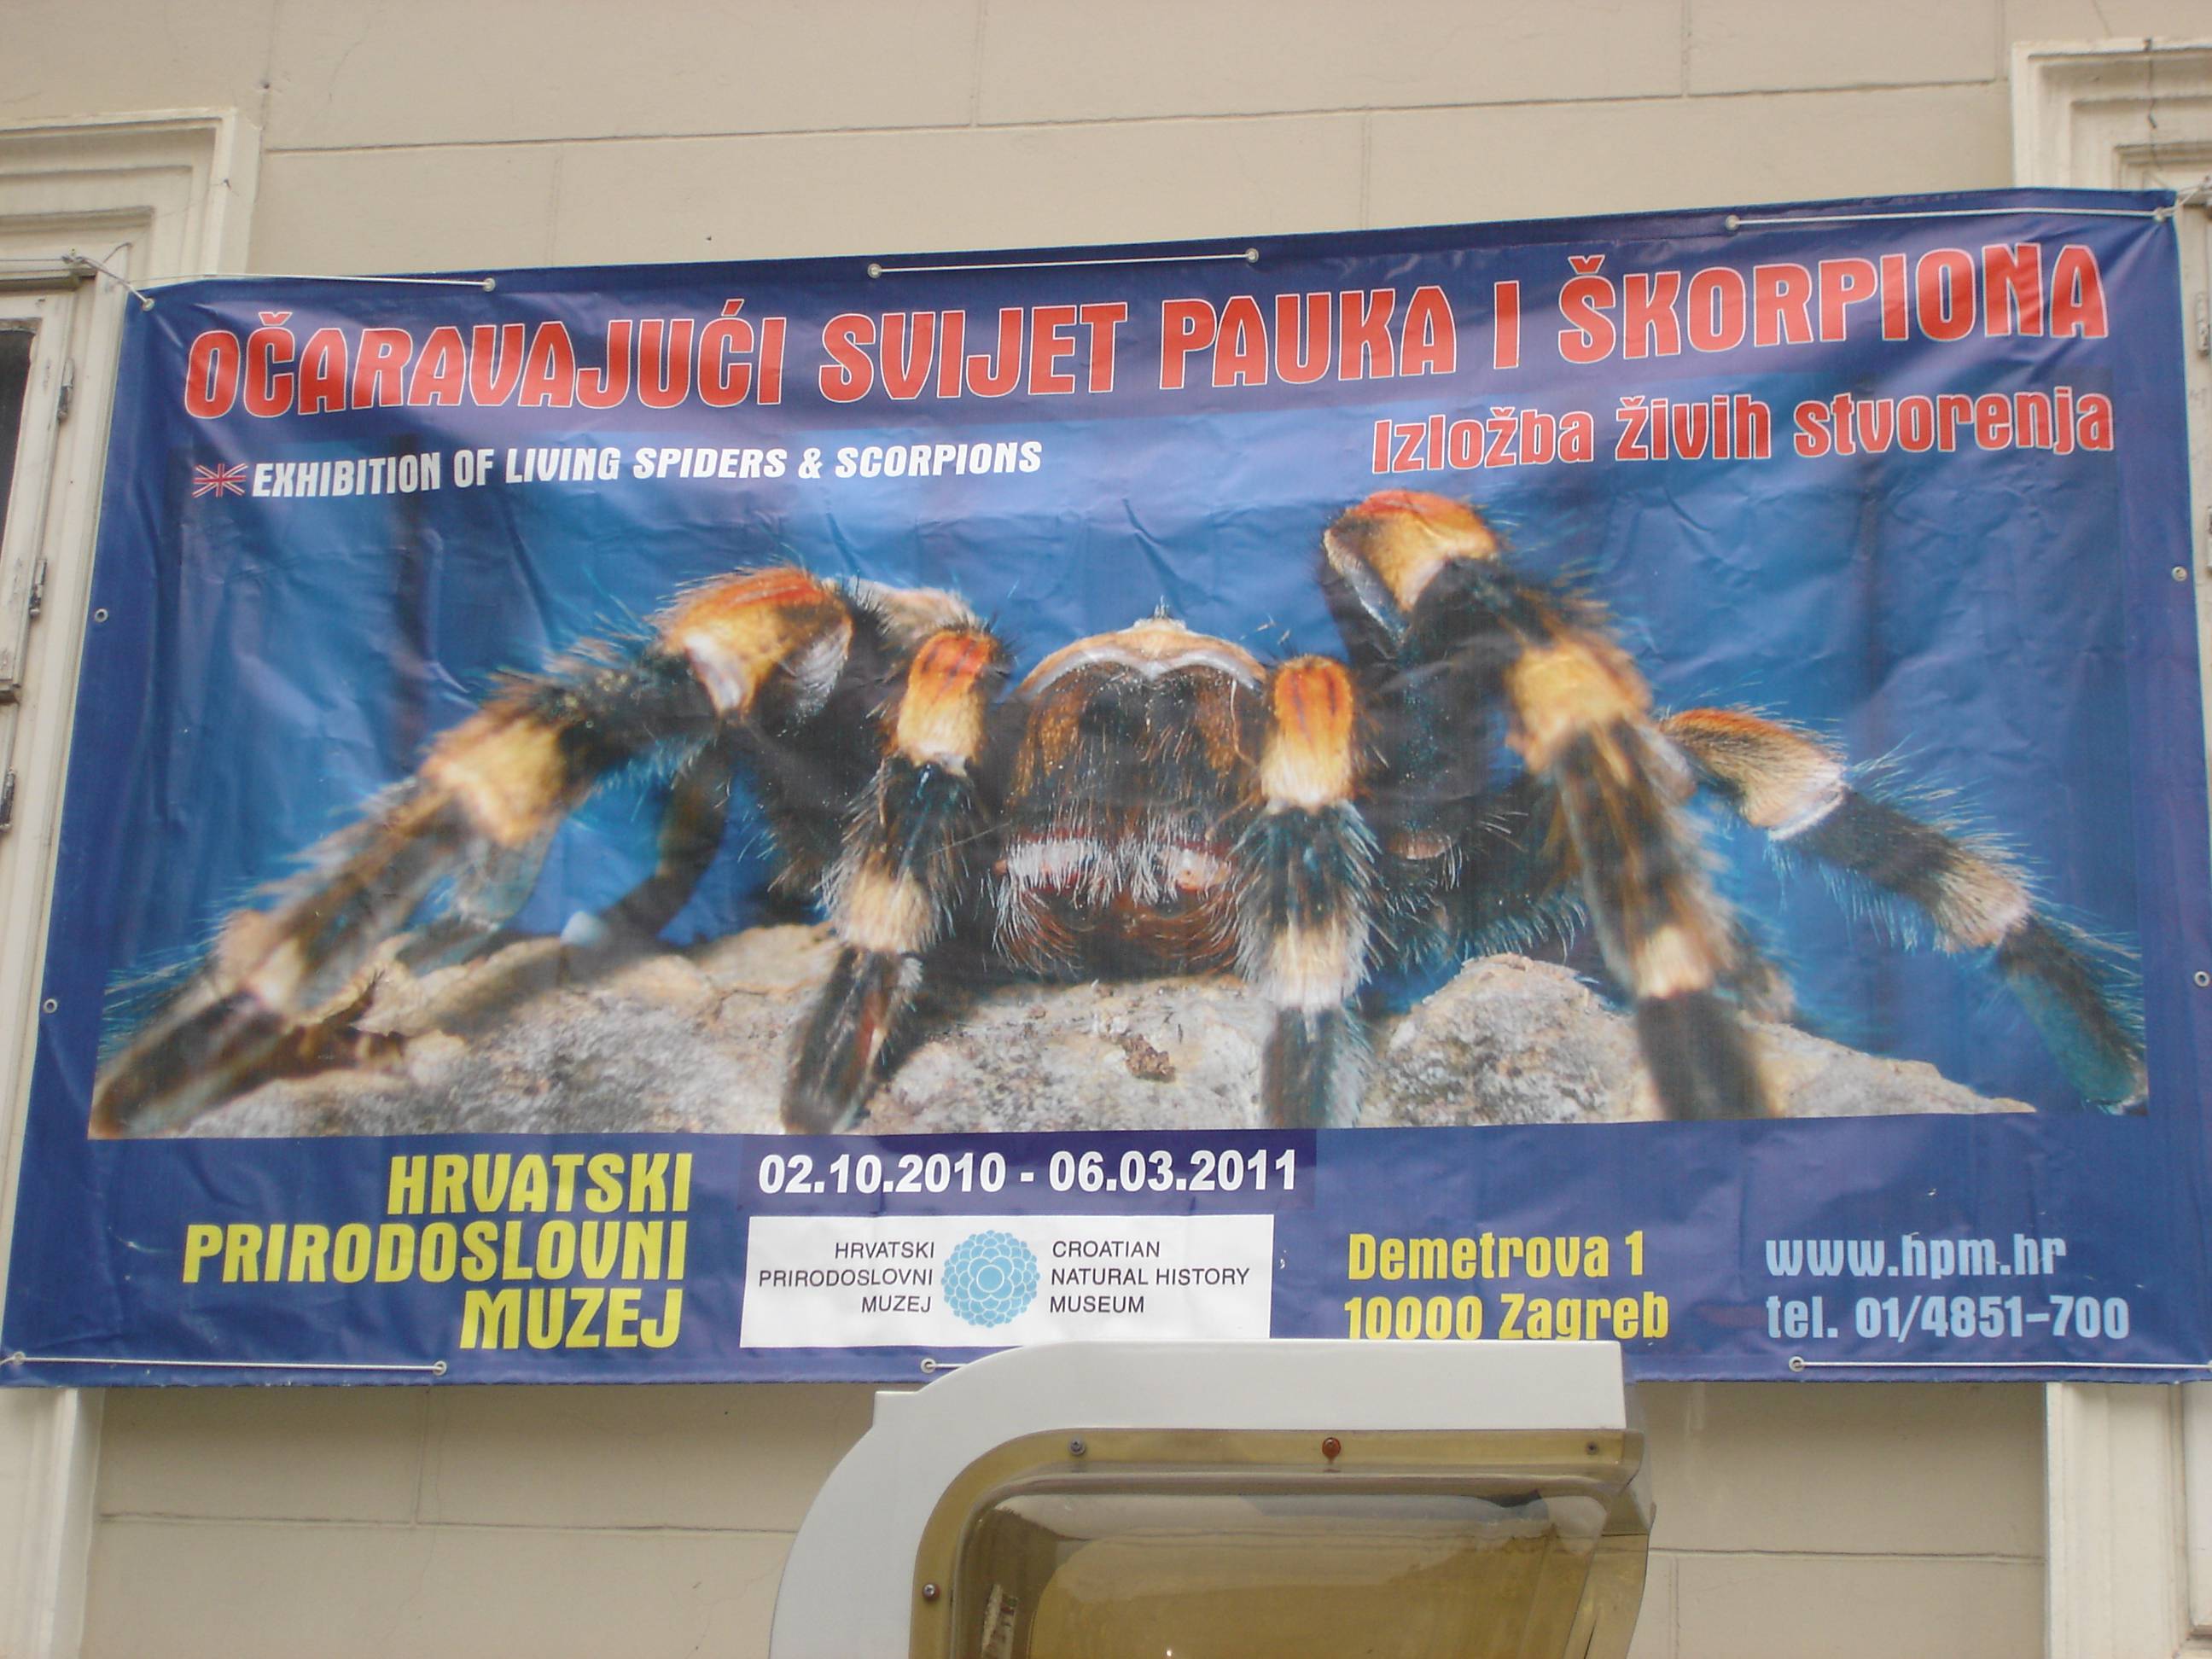 OČARAVAJUĆI SVIJET PAUKA I ŠKORPIONA
Izložba živih stvorenja
EXHIBITION OF LIVING SPIDERS & SCORPIONS
HRVATSKI
PRIRODOSLOVNI
MUZEJ
02.10.2010 - 06.03.2011
HRVATSKI
PRIRODOSLOVNI
MUZEJ
CROATIAN
NATURAL HISTORY
MUSEUM
Demetrova 1
10000 Zagreb
www.hpm.hr
tel. 01/4851-700